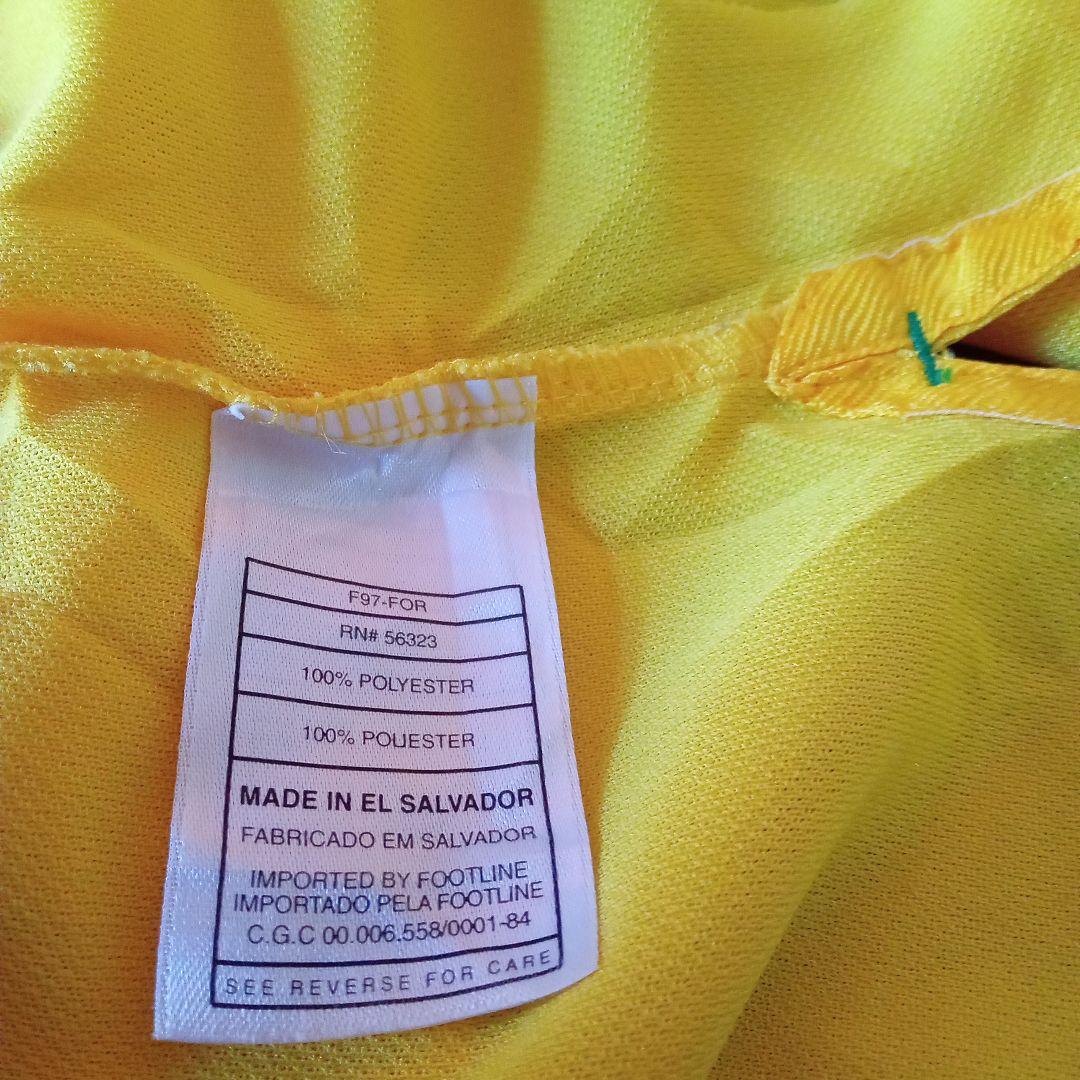 F97-FOR
RN# 56323
100% POLYESTER
100% POLIESTER
MADE IN EL SALVADOR
FABRICADO EM SALVADOR
IMPORTED BY FOOTLINE
IMPORTADO PELA FOOTLINE
C.G.C 00.006.558/0001-84
SEE REVERSE FOR CARE